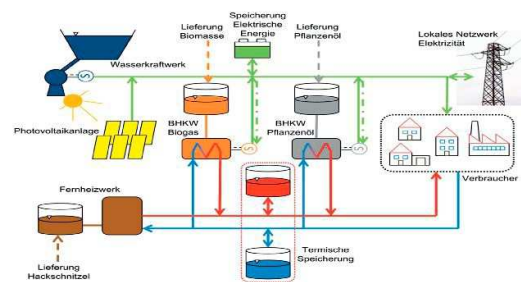 Lieferung
Biomasse
Speicherung
Elektrische
Energie
Lieferung
Pflanzenöl
Lokales Netzwerk
Elektrizität
Wasserkraftwerk
Photovoltaikanlage
BHKW
Biogas
BHKW
Pflanzenöl
Verbraucher
Fernheizwerk
Lieferung
Hackschnitzel
Termische
Speicherung